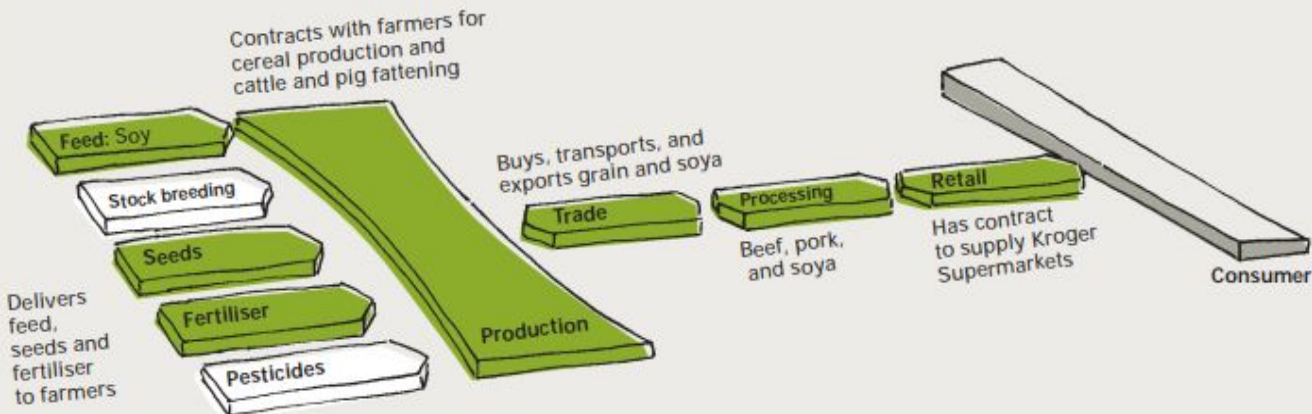 Contracts with farmers for
cereal production and
cattle and pig fattening
Feed: Soy
Stock breeding
Seeds
Fertiliser
Pesticides
Delivers
feed,
seeds and
fertiliser
to farmers
Production
Buys, transports, and
exports grain and soya
Trade
Processing
Beef, pork,
and soya
Retail
Has contract
to supply Kroger
Supermarkets
Consumer